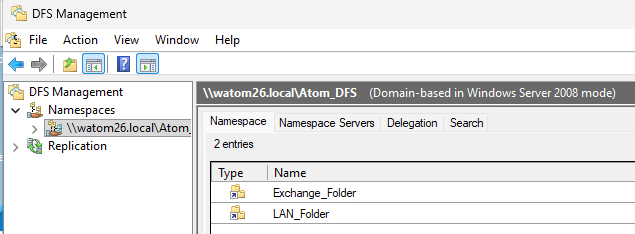 DFS Management
File Action View Window Help
DFS Management
Namespaces
\\watom26.local\Atom_
Replication
\\watom26.local\Atom_DFS (Domain-based in Windows Server 2008 mode)
Namespace Namespace Servers Delegation Search
2 entries
Type Name
Exchange_Folder
LAN_Folder